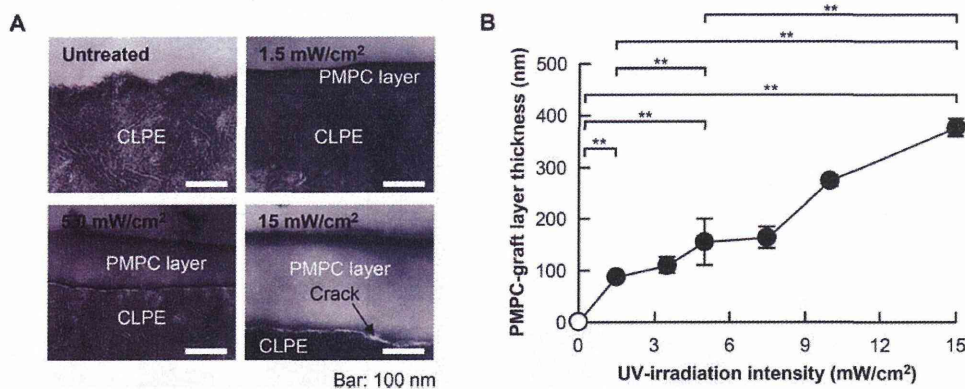 A
Untreated
CLPE
1.5 mW/cm²
PMPC layer
CLPE
5.0 mW/cm²
PMPC layer
CLPE
15 mW/cm²
PMPC layer
Crack
CLPE
Bar: 100 nm
B
PMPC-graft layer thickness (nm)
500
400
300
200
100
0
**
**
**
**
**
**
0 3 6 9 12 15
UV-irradiation intensity (mW/cm²)